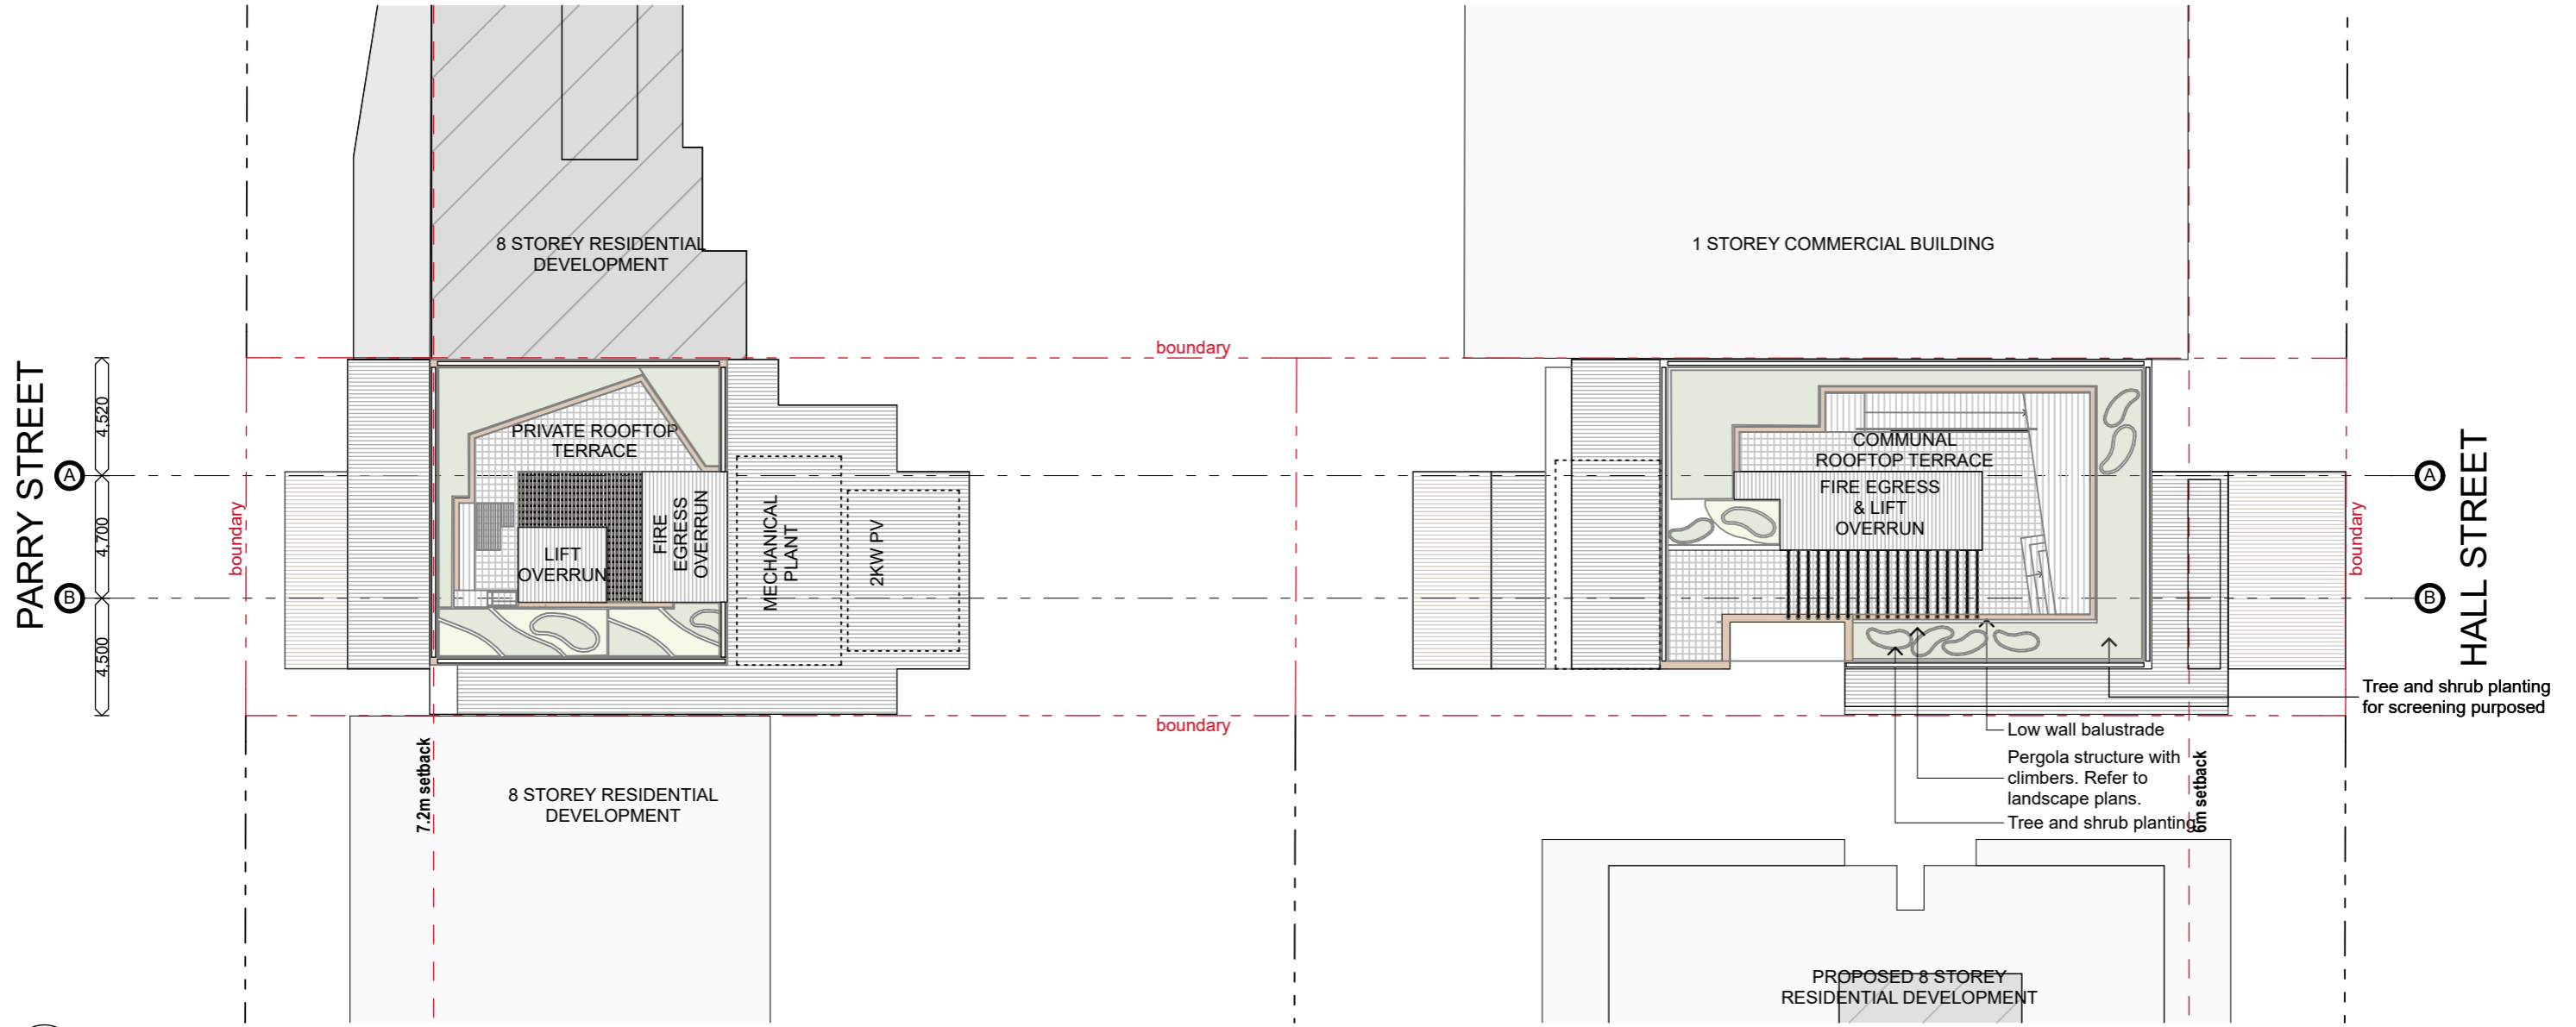 8 STOREY RESIDENTIAL
DEVELOPMENT
1 STOREY COMMERCIAL BUILDING
boundary
PARRY STREET
4,520
4,700
4,500
A
B
boundary
PRIVATE ROOFTOP
TERRACE
LIFT
OVERRUN
FIRE
EGRESS
OVERRUN
MECHANICAL
PLANT
2KW PV
COMMUNAL
ROOFTOP TERRACE
FIRE EGRESS
& LIFT
OVERRUN
boundary
A
B
HALL STREET
Tree and shrub planting
for screening purposed
boundary
Low wall balustrade
Pergola structure with
climbers. Refer to
landscape plans.
Tree and shrub planting
7.2m setback
6m setback
8 STOREY RESIDENTIAL
DEVELOPMENT
PROPOSED 8 STOREY
RESIDENTIAL DEVELOPMENT